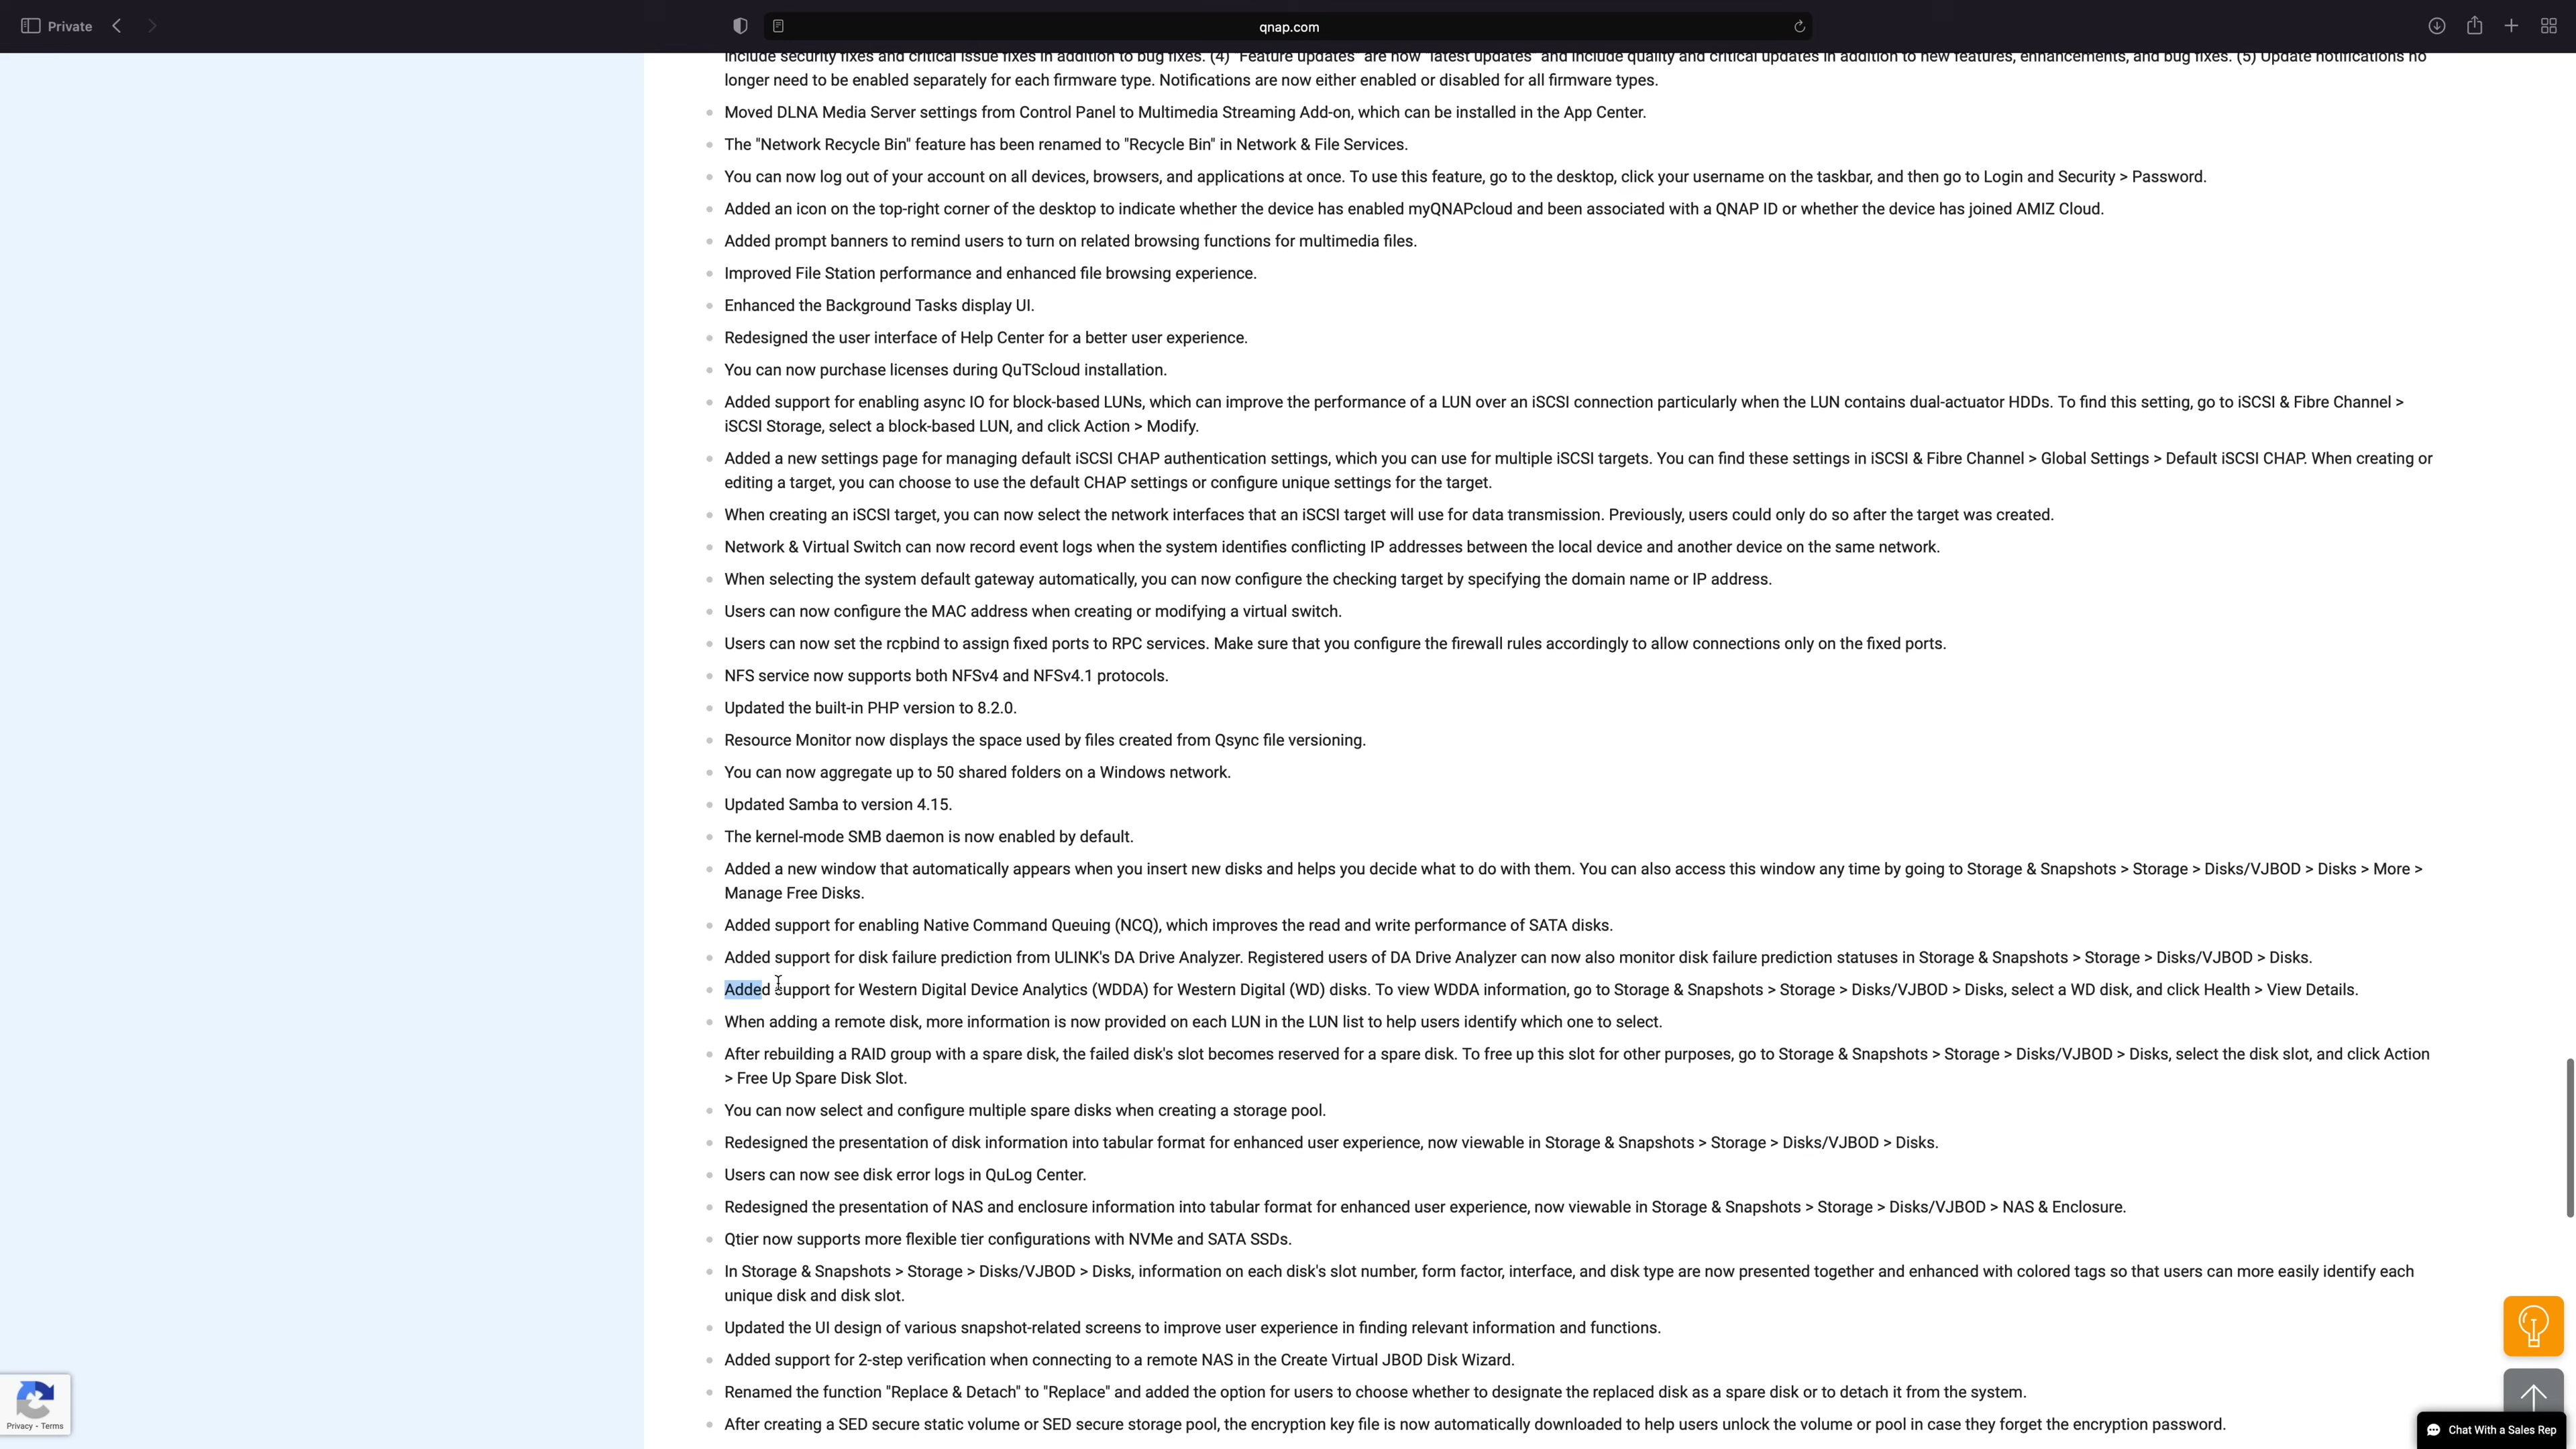 Private
qnap.com
include security fixes and critical issue fixes in addition to bug fixes. (4) "Feature updates" are now "latest updates" and include quality and critical updates in addition to new features, enhancements, and bug fixes. (5) Update notifications no
longer need to be enabled separately for each firmware type. Notifications are now either enabled or disabled for all firmware types.
Moved DLNA Media Server settings from Control Panel to Multimedia Streaming Add-on, which can be installed in the App Center.
The "Network Recycle Bin" feature has been renamed to "Recycle Bin" in Network & File Services.
You can now log out of your account on all devices, browsers, and applications at once. To use this feature, go to the desktop, click your username on the taskbar, and then go to Login and Security > Password.
Added an icon on the top-right corner of the desktop to indicate whether the device has enabled myQNAPcloud and been associated with a QNAP ID or whether the device has joined AMIZ Cloud.
Added prompt banners to remind users to turn on related browsing functions for multimedia files.
Improved File Station performance and enhanced file browsing experience.
Enhanced the Background Tasks display UI.
Redesigned the user interface of Help Center for a better user experience.
You can now purchase licenses during QuTScloud installation.
Added support for enabling async IO for block-based LUNs, which can improve the performance of a LUN over an iSCSI connection particularly when the LUN contains dual-actuator HDDs. To find this setting, go to iSCSI & Fibre Channel >
iSCSI Storage, select a block-based LUN, and click Action > Modify.
Added a new settings page for managing default iSCSI CHAP authentication settings, which you can use for multiple iSCSI targets. You can find these settings in iSCSI & Fibre Channel > Global Settings > Default iSCSI CHAP. When creating or
editing a target, you can choose to use the default CHAP settings or configure unique settings for the target.
When creating an iSCSI target, you can now select the network interfaces that an iSCSI target will use for data transmission. Previously, users could only do so after the target was created.
Network & Virtual Switch can now record event logs when the system identifies conflicting IP addresses between the local device and another device on the same network.
When selecting the system default gateway automatically, you can now configure the checking target by specifying the domain name or IP address.
Users can now configure the MAC address when creating or modifying a virtual switch.
Users can now set the rcpbind to assign fixed ports to RPC services. Make sure that you configure the firewall rules accordingly to allow connections only on the fixed ports.
NFS service now supports both NFSv4 and NFSv4.1 protocols.
Updated the built-in PHP version to 8.2.0.
Resource Monitor now displays the space used by files created from Qsync file versioning.
You can now aggregate up to 50 shared folders on a Windows network.
Updated Samba to version 4.15.
The kernel-mode SMB daemon is now enabled by default.
Added a new window that automatically appears when you insert new disks and helps you decide what to do with them. You can also access this window any time by going to Storage & Snapshots > Storage > Disks/VJBOD > Disks > More >
Manage Free Disks.
Added support for enabling Native Command Queuing (NCQ), which improves the read and write performance of SATA disks.
Added support for disk failure prediction from ULINK's DA Drive Analyzer. Registered users of DA Drive Analyzer can now also monitor disk failure prediction statuses in Storage & Snapshots > Storage > Disks/VJBOD > Disks.
Added support for Western Digital Device Analytics (WDDA) for Western Digital (WD) disks. To view WDDA information, go to Storage & Snapshots > Storage > Disks/VJBOD > Disks, select a WD disk, and click Health > View Details.
When adding a remote disk, more information is now provided on each LUN in the LUN list to help users identify which one to select.
After rebuilding a RAID group with a spare disk, the failed disk's slot becomes reserved for a spare disk. To free up this slot for other purposes, go to Storage & Snapshots > Storage > Disks/VJBOD > Disks, select the disk slot, and click Action
> Free Up Spare Disk Slot.
You can now select and configure multiple spare disks when creating a storage pool.
Redesigned the presentation of disk information into tabular format for enhanced user experience, now viewable in Storage & Snapshots > Storage > Disks/VJBOD > Disks.
Users can now see disk error logs in QuLog Center.
Redesigned the presentation of NAS and enclosure information into tabular format for enhanced user experience, now viewable in Storage & Snapshots > Storage > Disks/VJBOD > NAS & Enclosure.
Qtier now supports more flexible tier configurations with NVMe and SATA SSDs.
In Storage & Snapshots > Storage > Disks/VJBOD > Disks, information on each disk's slot number, form factor, interface, and disk type are now presented together and enhanced with colored tags so that users can more easily identify each
unique disk and disk slot.
Updated the UI design of various snapshot-related screens to improve user experience in finding relevant information and functions.
Added support for 2-step verification when connecting to a remote NAS in the Create Virtual JBOD Disk Wizard.
Renamed the function "Replace & Detach" to "Replace" and added the option for users to choose whether to designate the replaced disk as a spare disk or to detach it from the system.
After creating a SED secure static volume or SED secure storage pool, the encryption key file is now automatically downloaded to help users unlock the volume or pool in case they forget the encryption password.
Privacy - Terms
Chat With a Sales Rep